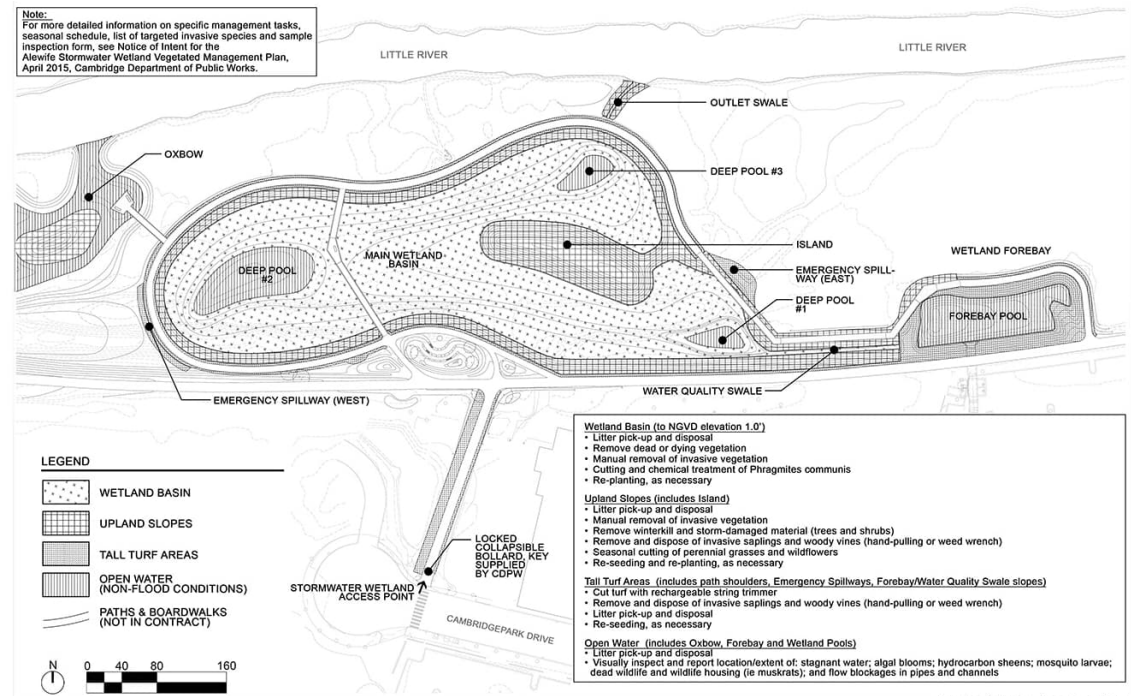 Note:
For more detailed information on specific management tasks,
seasonal schedule, list of targeted invasive species and sample
inspection form, see Notice of Intent for the
Alewife Stormwater Wetland Vegetated Management Plan,
April 2015, Cambridge Department of Public Works.
LITTLE RIVER
LITTLE RIVER
OUTLET SWALE
OXBOW
DEEP POOL #3
ISLAND
WETLAND FOREBAY
MAIN WETLAND
BASIN
EMERGENCY SPILL-
WAY (EAST)
DEEP POOL
#2
DEEP POOL
#1
FOREBAY POOL
WATER QUALITY SWALE
EMERGENCY SPILLWAY (WEST)
LEGEND
WETLAND BASIN
UPLAND SLOPES
TALL TURF AREAS
OPEN WATER
(NON-FLOOD CONDITIONS)
PATHS & BOARDWALKS
(NOT IN CONTRACT)
N
0 40 80 160
LOCKED
COLLAPSIBLE
BOLLARD, KEY
SUPPLIED
BY CDPW
STORMWATER WETLAND
ACCESS POINT
CAMBRIDGEPARK DRIVE
Wetland Basin (to NGVD elevation 1.0')
• Litter pick-up and disposal
• Remove dead or dying vegetation
• Manual removal of invasive vegetation
• Cutting and chemical treatment of Phragmites communis
• Re-planting, as necessary
Upland Slopes (includes Island)
• Litter pick-up and disposal
• Manual removal of invasive vegetation
• Remove winterkill and storm-damaged material (trees and shrubs)
• Remove and dispose of invasive saplings and woody vines (hand-pulling or weed wrench)
• Seasonal cutting of perennial grasses and wildflowers
• Re-seeding and re-planting, as necessary
Tall Turf Areas (includes path shoulders, Emergency Spillways, Forebay/Water Quality Swale slopes)
• Cut turf with rechargeable string trimmer
• Remove and dispose of invasive saplings and woody vines (hand-pulling or weed wrench)
• Litter pick-up and disposal
• Re-seeding, as necessary
Open Water (includes Oxbow, Forebay and Wetland Pools)
• Litter pick-up and disposal
• Visually inspect and report location/extent of: stagnant water; algal blooms; hydrocarbon sheens; mosquito larvae;
dead wildlife and wildlife housing (ie muskrats); and flow blockages in pipes and channels